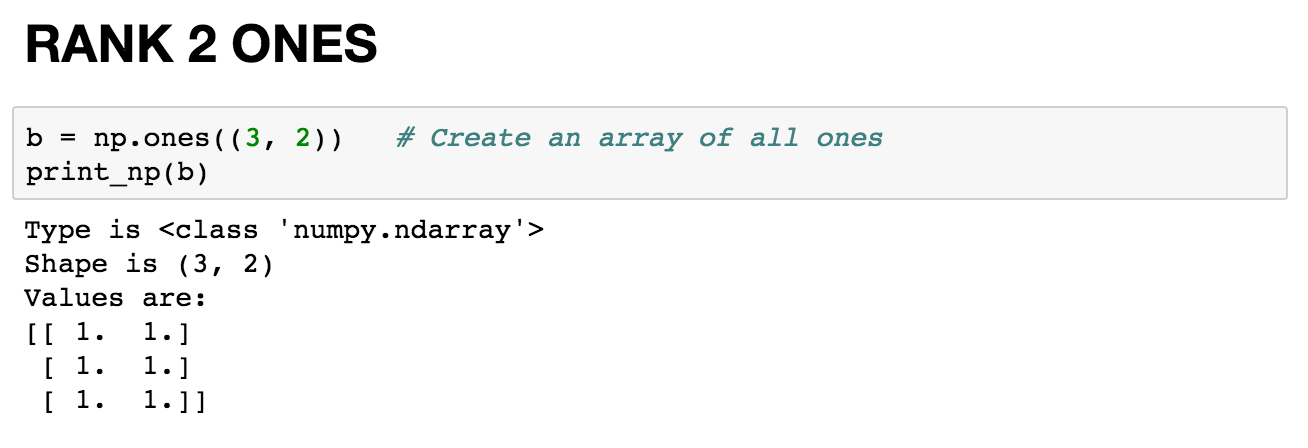 RANK 2 ONES
b = np.ones((3, 2))   # Create an array of all ones
print_np(b)
Type is <class 'numpy.ndarray'>
Shape is (3, 2)
Values are:
[[ 1.  1.]
 [ 1.  1.]
 [ 1.  1.]]